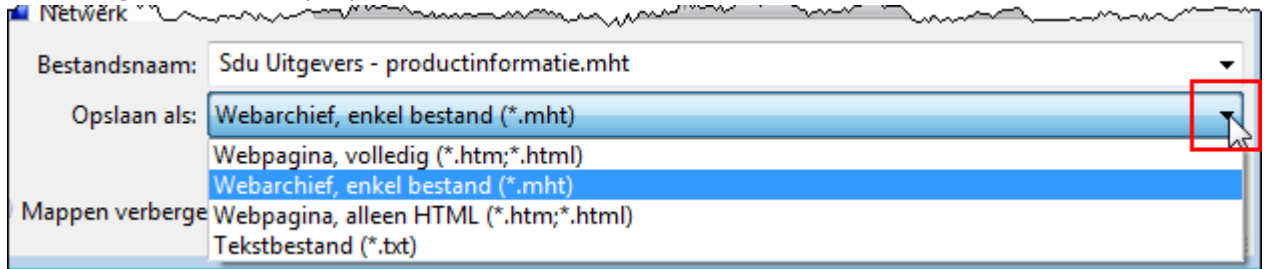 Netwerk
Bestandsnaam: Sdu Uitgevers - productinformatie.mht
Opslaan als: Webarchief, enkel bestand (*.mht)
Webpagina, volledig (*.htm;*.html)
Webarchief, enkel bestand (*.mht)
Mappen verberge Webpagina, alleen HTML (*.htm;*.html)
Tekstbestand (*.txt)